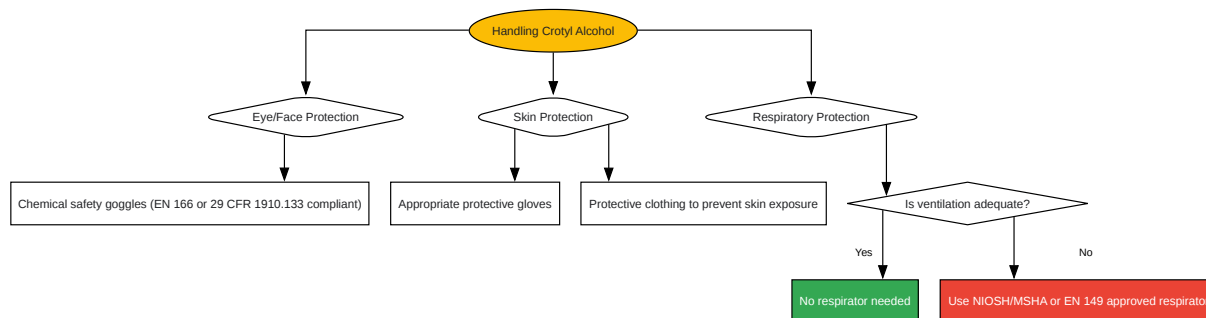 Handling Crotyl Alcohol
Eye/Face Protection
Skin Protection
Respiratory Protection
Chemical safety goggles (EN 166 or 29 CFR 1910.133 compliant)
Appropriate protective gloves
Protective clothing to prevent skin exposure
Is ventilation adequate?
Yes
No
No respirator needed
Use NIOSH/MSHA or EN 149 approved respirator